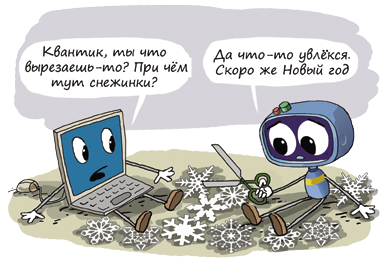 Квантик, ты что
вырезаешь-то? При чём
тут снежинки?
Да что-то увлёкся.
Скоро же Новый год